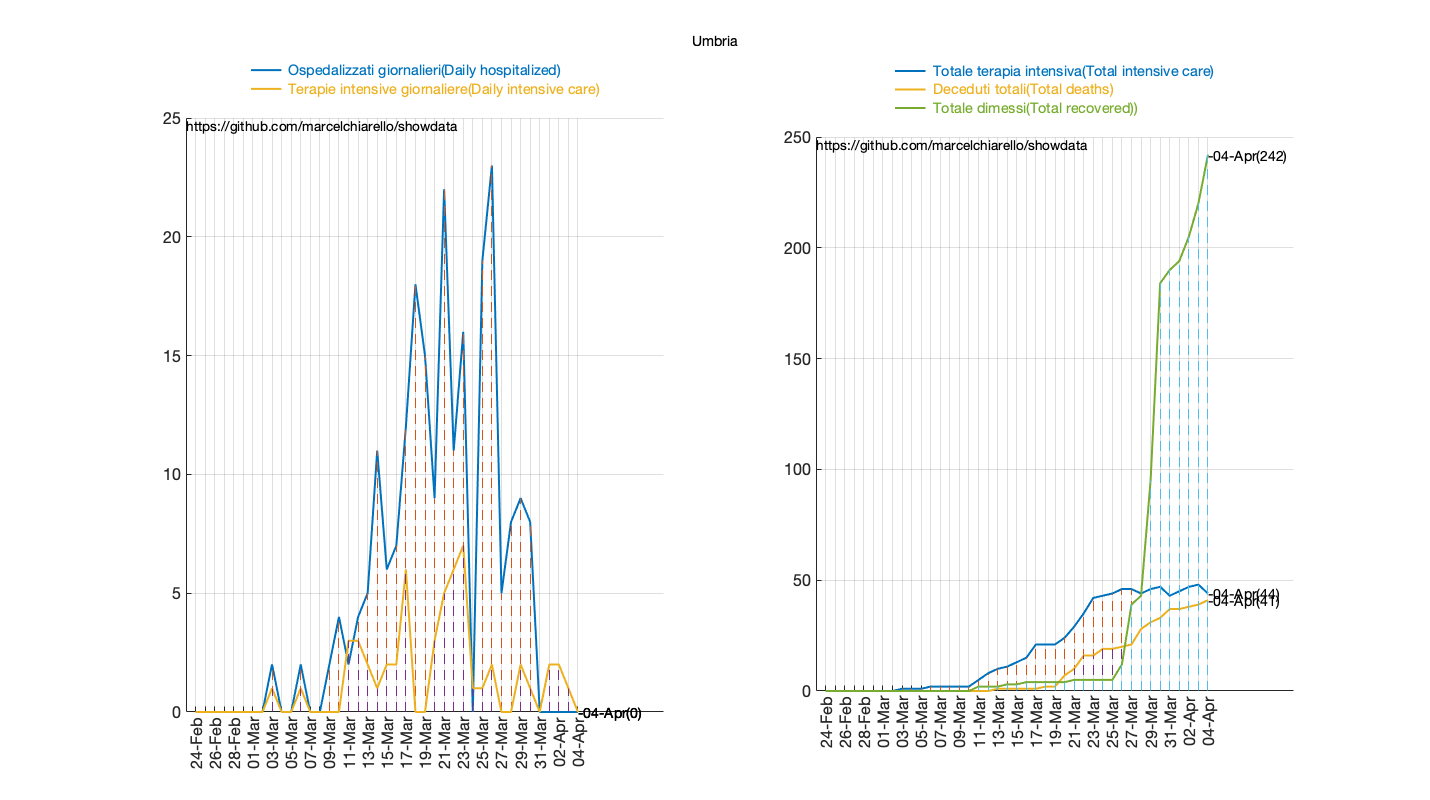 Umbria
Ospedalizzati giornalieri(Daily hospitalized)
Terapie intensive giornaliere(Daily intensive care)
25
https://github.com/marcelchiarello/showdata
20
15
10
5
0
-04-Apr(0)
-04-Apr(0)
24-Feb
26-Feb
28-Feb
01-Mar
03-Mar
05-Mar
07-Mar
09-Mar
11-Mar
13-Mar
15-Mar
17-Mar
19-Mar
21-Mar
23-Mar
25-Mar
27-Mar
29-Mar
31-Mar
02-Apr
04-Apr
Totale terapia intensiva(Total intensive care)
Deceduti totali(Total deaths)
Totale dimessi(Total recovered))
250
https://github.com/marcelchiarello/showdata
-04-Apr(242)
200
150
100
50
-04-Apr(44)
-04-Apr(41)
0
24-Feb
26-Feb
28-Feb
01-Mar
03-Mar
05-Mar
07-Mar
09-Mar
11-Mar
13-Mar
15-Mar
17-Mar
19-Mar
21-Mar
23-Mar
25-Mar
27-Mar
29-Mar
31-Mar
02-Apr
04-Apr